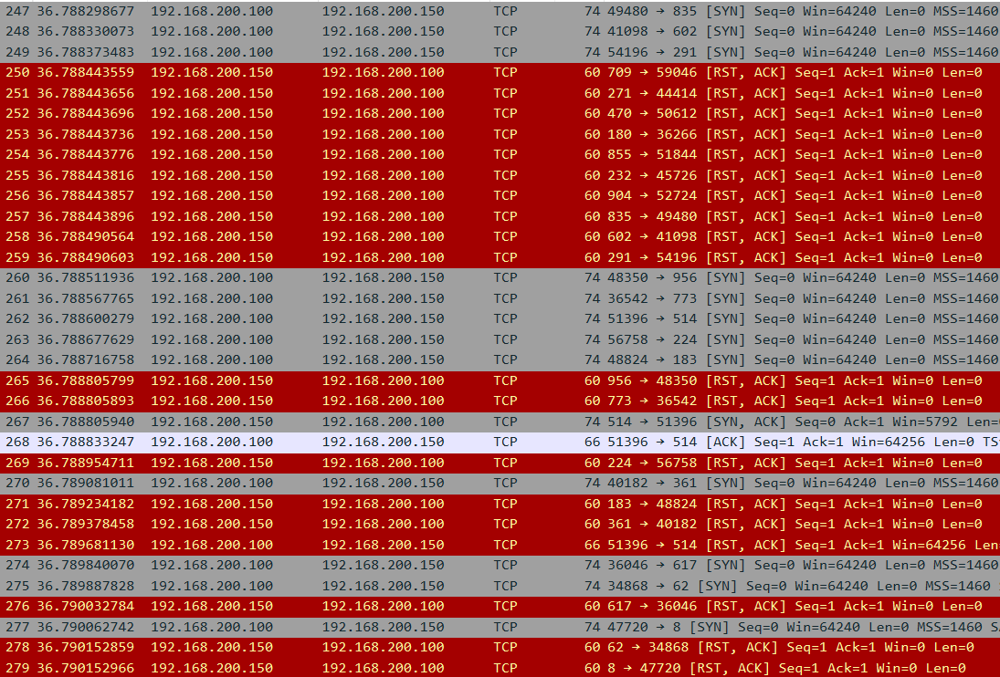 247 36.788298677 192.168.200.100 192.168.200.150 TCP 74 49480 → 835 [SYN] Seq=0 Win=64240 Len=0 MSS=1460
248 36.788330073 192.168.200.100 192.168.200.150 TCP 74 41098 → 602 [SYN] Seq=0 Win=64240 Len=0 MSS=1460
249 36.788373483 192.168.200.100 192.168.200.150 TCP 74 54196 → 291 [SYN] Seq=0 Win=64240 Len=0 MSS=1460
250 36.788443559 192.168.200.150 192.168.200.100 TCP 60 709 → 59046 [RST, ACK] Seq=1 Ack=1 Win=0 Len=0
251 36.788443656 192.168.200.150 192.168.200.100 TCP 60 271 → 44414 [RST, ACK] Seq=1 Ack=1 Win=0 Len=0
252 36.788443696 192.168.200.150 192.168.200.100 TCP 60 470 → 50612 [RST, ACK] Seq=1 Ack=1 Win=0 Len=0
253 36.788443736 192.168.200.150 192.168.200.100 TCP 60 180 → 36266 [RST, ACK] Seq=1 Ack=1 Win=0 Len=0
254 36.788443776 192.168.200.150 192.168.200.100 TCP 60 855 → 51844 [RST, ACK] Seq=1 Ack=1 Win=0 Len=0
255 36.788443816 192.168.200.150 192.168.200.100 TCP 60 232 → 45726 [RST, ACK] Seq=1 Ack=1 Win=0 Len=0
256 36.788443857 192.168.200.150 192.168.200.100 TCP 60 904 → 52724 [RST, ACK] Seq=1 Ack=1 Win=0 Len=0
257 36.788443896 192.168.200.150 192.168.200.100 TCP 60 835 → 49480 [RST, ACK] Seq=1 Ack=1 Win=0 Len=0
258 36.788490564 192.168.200.150 192.168.200.100 TCP 60 602 → 41098 [RST, ACK] Seq=1 Ack=1 Win=0 Len=0
259 36.788490603 192.168.200.150 192.168.200.100 TCP 60 291 → 54196 [RST, ACK] Seq=1 Ack=1 Win=0 Len=0
260 36.788511936 192.168.200.100 192.168.200.150 TCP 74 48350 → 956 [SYN] Seq=0 Win=64240 Len=0 MSS=1460
261 36.788567765 192.168.200.100 192.168.200.150 TCP 74 36542 → 773 [SYN] Seq=0 Win=64240 Len=0 MSS=1460
262 36.788600279 192.168.200.100 192.168.200.150 TCP 74 51396 → 514 [SYN] Seq=0 Win=64240 Len=0 MSS=1460
263 36.788677629 192.168.200.100 192.168.200.150 TCP 74 56758 → 224 [SYN] Seq=0 Win=64240 Len=0 MSS=1460
264 36.788716758 192.168.200.100 192.168.200.150 TCP 74 48824 → 183 [SYN] Seq=0 Win=64240 Len=0 MSS=1460
265 36.788805799 192.168.200.150 192.168.200.100 TCP 60 956 → 48350 [RST, ACK] Seq=1 Ack=1 Win=0 Len=0
266 36.788805893 192.168.200.150 192.168.200.100 TCP 60 773 → 36542 [RST, ACK] Seq=1 Ack=1 Win=0 Len=0
267 36.788805940 192.168.200.150 192.168.200.100 TCP 74 514 → 51396 [SYN, ACK] Seq=0 Ack=1 Win=5792 Len=
268 36.788833247 192.168.200.100 192.168.200.150 TCP 66 51396 → 514 [ACK] Seq=1 Ack=1 Win=64256 Len=0 TS
269 36.788954711 192.168.200.150 192.168.200.100 TCP 60 224 → 56758 [RST, ACK] Seq=1 Ack=1 Win=0 Len=0
270 36.789081011 192.168.200.100 192.168.200.150 TCP 74 40182 → 361 [SYN] Seq=0 Win=64240 Len=0 MSS=1460
271 36.789234182 192.168.200.150 192.168.200.100 TCP 60 183 → 48824 [RST, ACK] Seq=1 Ack=1 Win=0 Len=0
272 36.789378458 192.168.200.150 192.168.200.100 TCP 60 361 → 40182 [RST, ACK] Seq=1 Ack=1 Win=0 Len=0
273 36.789681130 192.168.200.100 192.168.200.150 TCP 66 51396 → 514 [RST, ACK] Seq=1 Ack=1 Win=64256 Len
274 36.789840070 192.168.200.100 192.168.200.150 TCP 74 36046 → 617 [SYN] Seq=0 Win=64240 Len=0 MSS=1460
275 36.789887828 192.168.200.100 192.168.200.150 TCP 74 34868 → 62 [SYN] Seq=0 Win=64240 Len=0 MSS=1460
276 36.790032784 192.168.200.150 192.168.200.100 TCP 60 617 → 36046 [RST, ACK] Seq=1 Ack=1 Win=0 Len=0
277 36.790062742 192.168.200.100 192.168.200.150 TCP 74 47720 → 8 [SYN] Seq=0 Win=64240 Len=0 MSS=1460 SA
278 36.790152859 192.168.200.150 192.168.200.100 TCP 60 62 → 34868 [RST, ACK] Seq=1 Ack=1 Win=0 Len=0
279 36.790152966 192.168.200.150 192.168.200.100 TCP 60 8 → 47720 [RST, ACK] Seq=1 Ack=1 Win=0 Len=0